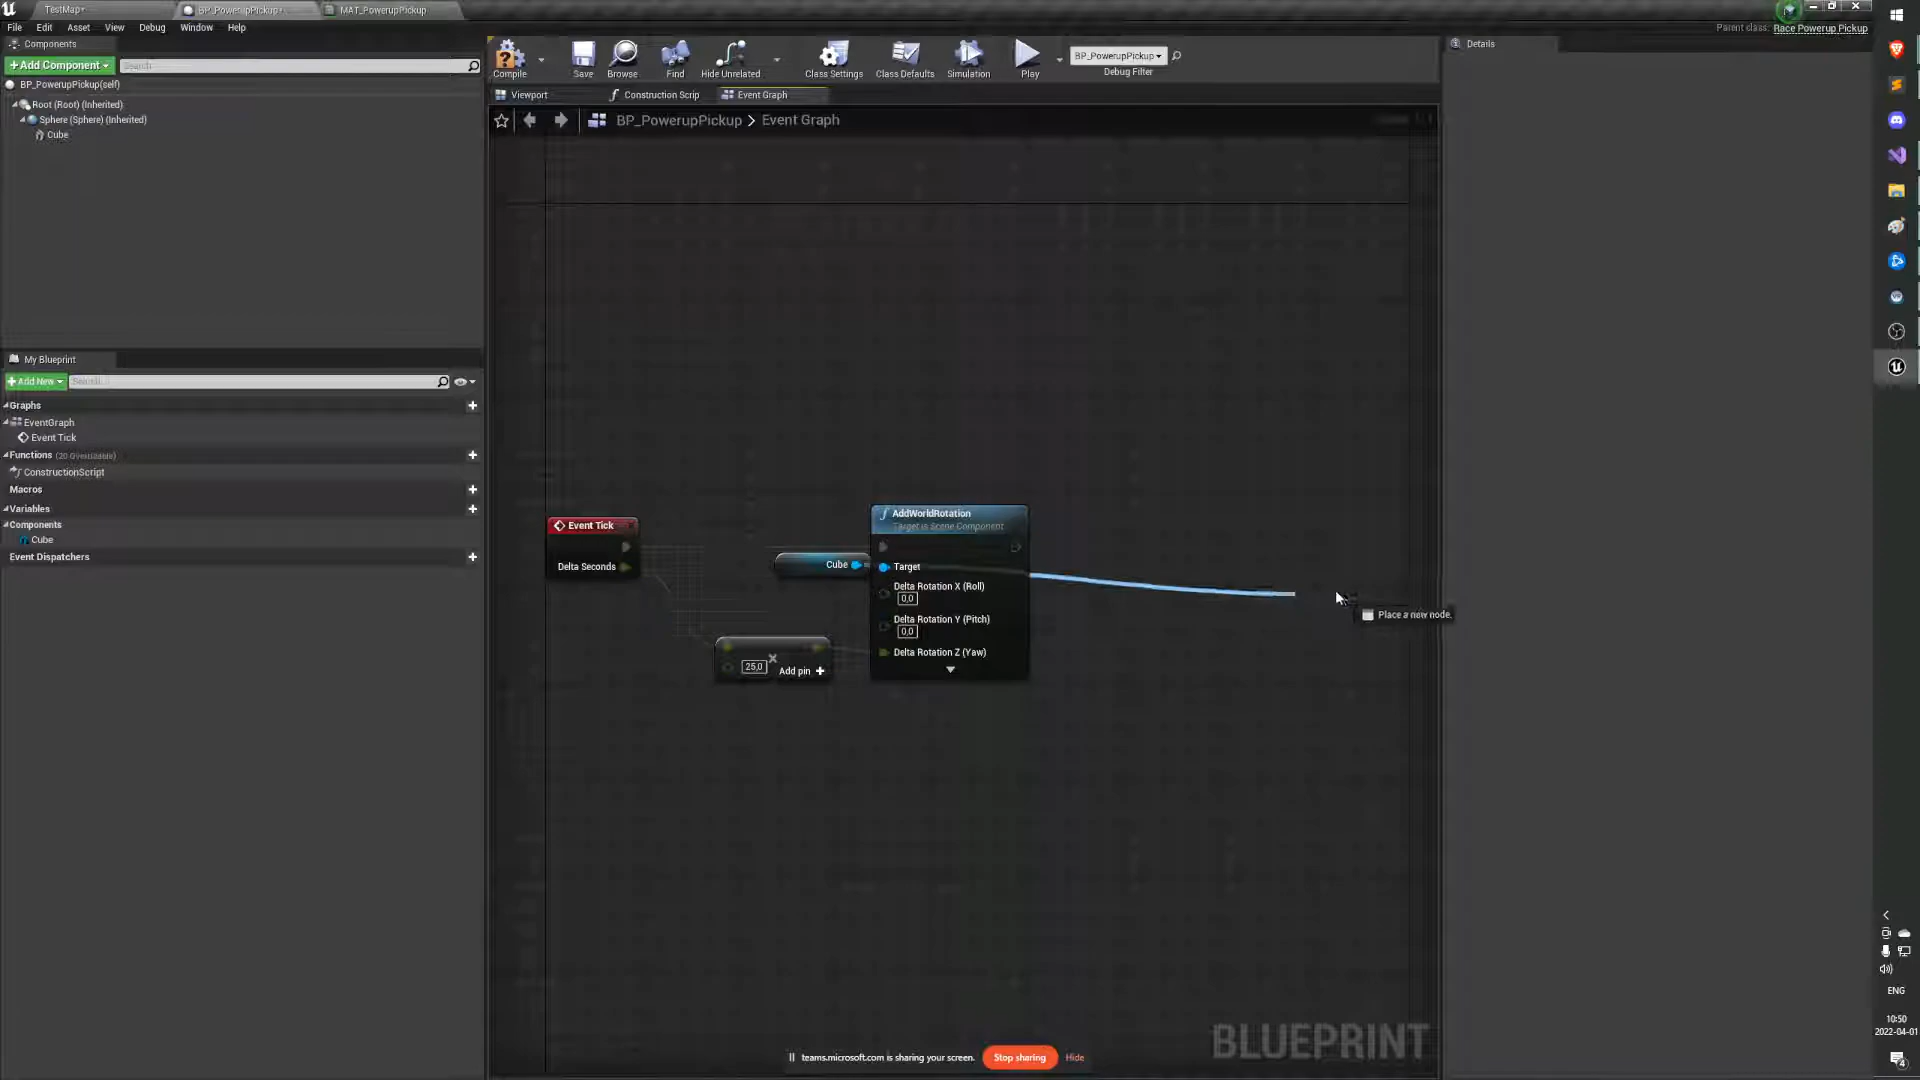 TestMap*
BP_PowerupPickup*
MAT_PowerupPickup
File Edit Asset View Window Debug Help
Parent class: Race Powerup Pickup
Components
+Add Component
Search
BP_PowerupPickup(self)
Root (Root) (Inherited)
Sphere (Sphere) (Inherited)
Cube
My Blueprint
+Add New
Search
Graphs
EventGraph
Event Tick
Functions (20 Overridable)
ConstructionScript
Macros
Variables
Components
Cube
Event Dispatchers
Compile
Save
Browse
Find
Hide Unrelated
Class Settings
Class Defaults
Simulation
Play
BP_PowerupPickup
Debug Filter
Viewport
Construction Scrip
Event Graph
BP_PowerupPickup > Event Graph
Event Tick
Delta Seconds
Cube
25,0
Add pin +
AddWorldRotation
Target is Scene Component
Target
Delta Rotation X (Roll)
0,0
Delta Rotation Y (Pitch)
0,0
Delta Rotation Z (Yaw)
Place a new node.
BLUEPRINT
teams.microsoft.com is sharing your screen.
Stop sharing
Hide
Details
ENG
10:50
2022-04-01
4